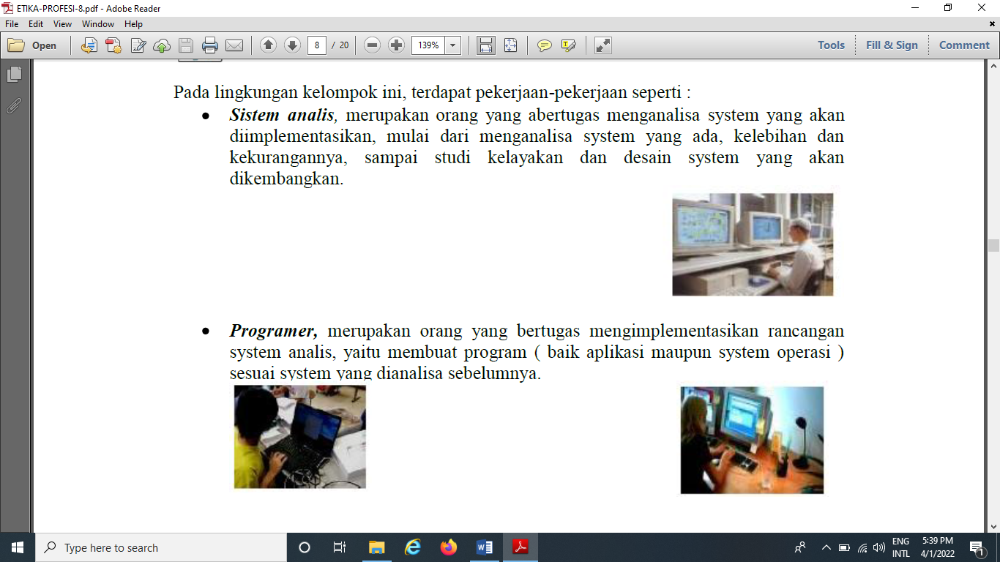 ETIKA-PROFESI-8.pdf - Adobe Reader
File Edit View Window Help
Open 8 / 20 139% Tools Fill & Sign Comment
Pada lingkungan kelompok ini, terdapat pekerjaan-pekerjaan seperti :
• Sistem analis, merupakan orang yang abertugas menganalisa system yang akan
diimplementasikan, mulai dari menganalisa system yang ada, kelebihan dan
kekurangannya, sampai studi kelayakan dan desain system yang akan
dikembangkan.
• Programer, merupakan orang yang bertugas mengimplementasikan rancangan
system analis, yaitu membuat program ( baik aplikasi maupun system operasi )
sesuai system yang dianalisa sebelumnya.
Type here to search
ENG
INTL
5:39 PM
4/1/2022
1